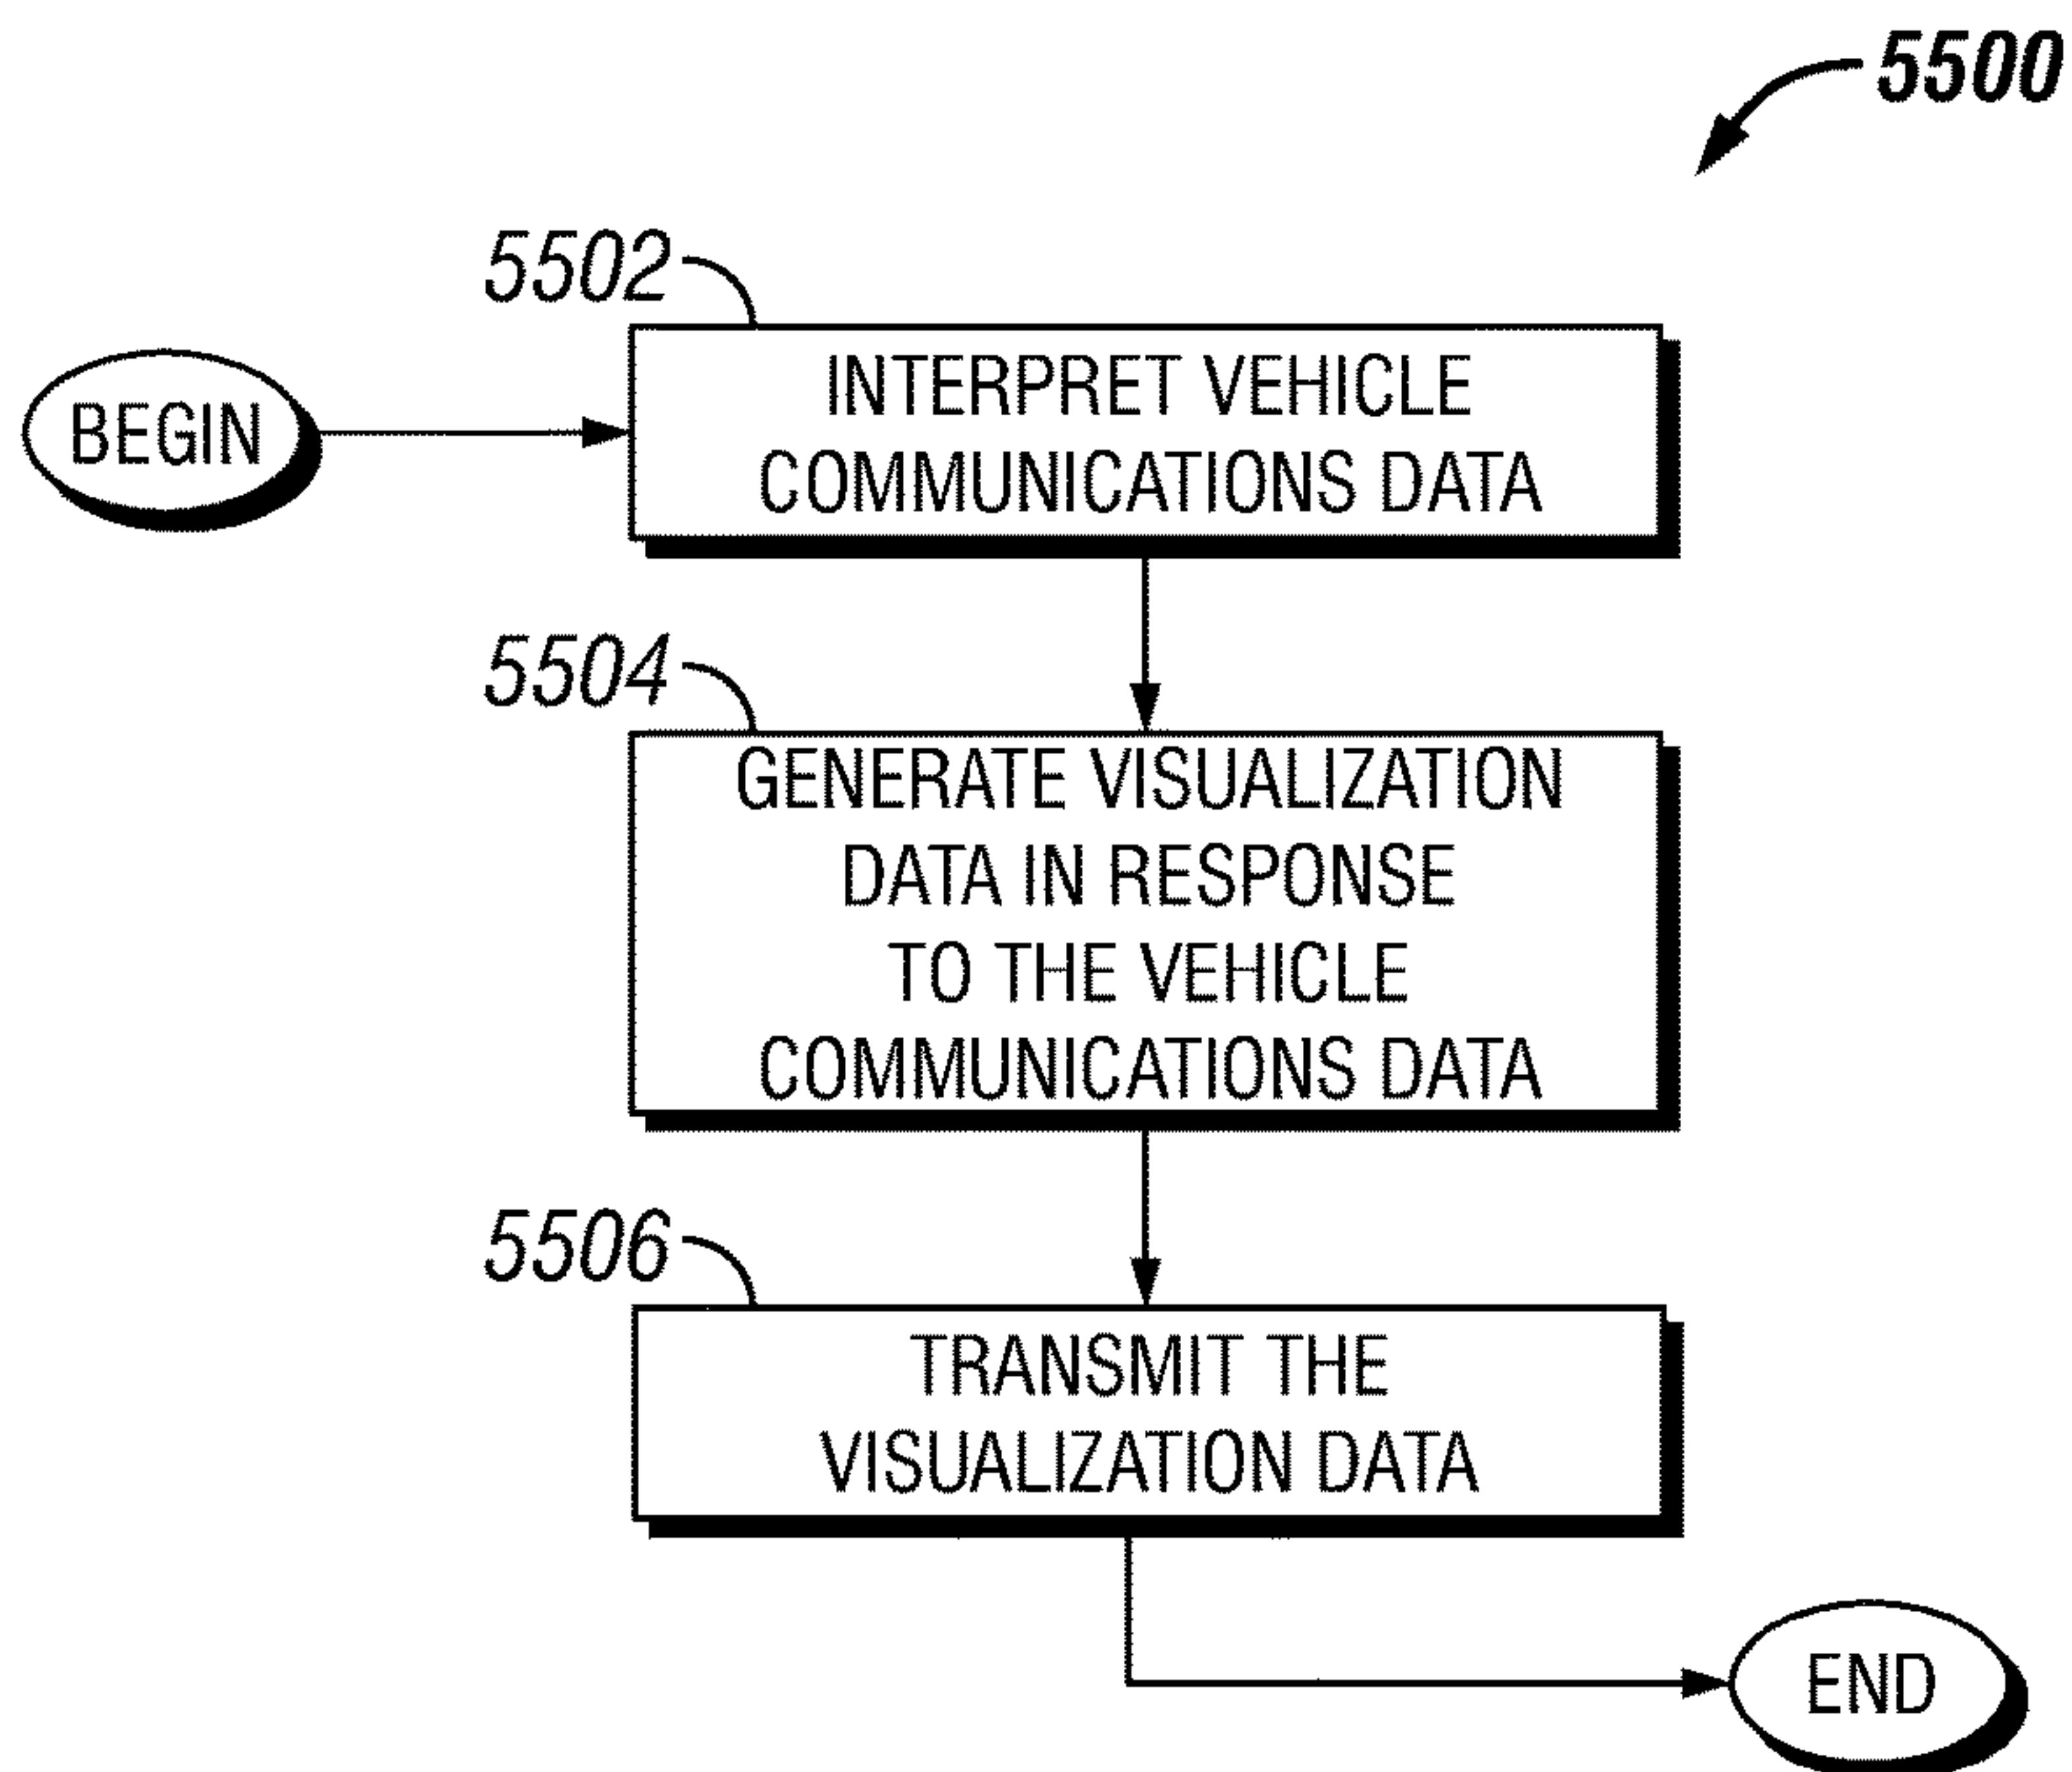 5500
5502
BEGIN
INTERPRET VEHICLE
COMMUNICATIONS DATA
5504
GENERATE VISUALIZATION
DATA IN RESPONSE
TO THE VEHICLE
COMMUNICATIONS DATA
5506
TRANSMIT THE
VISUALIZATION DATA
END